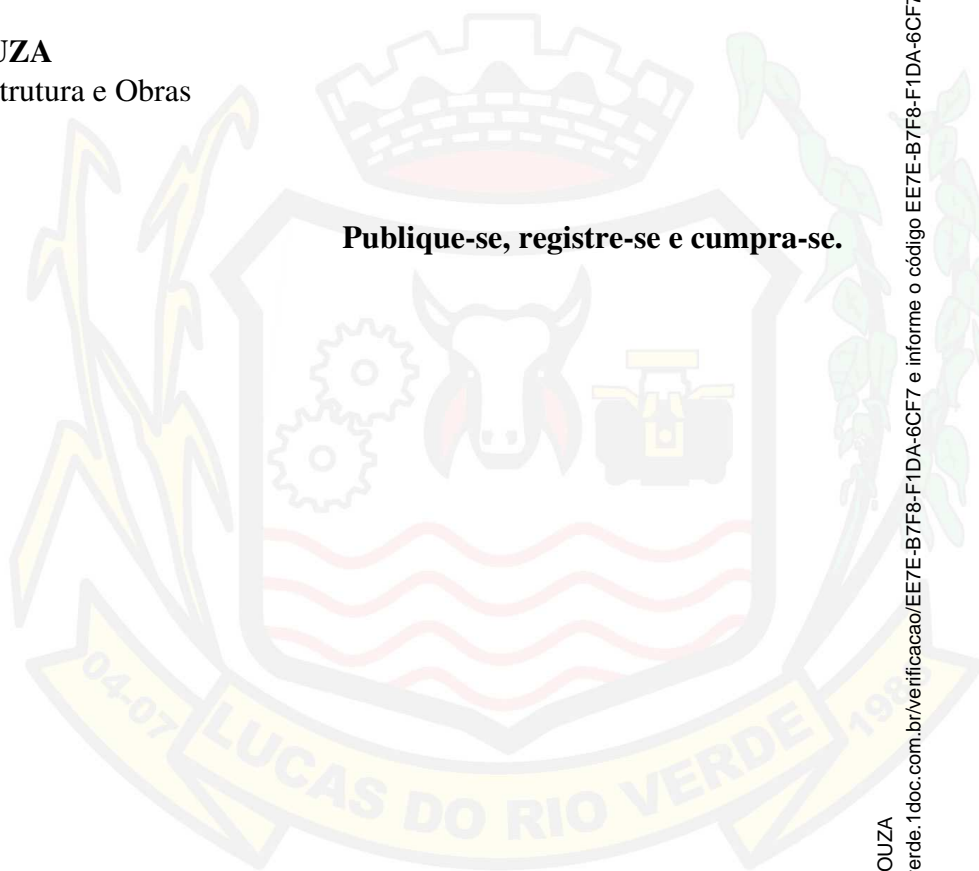 UZA
trutura e Obras
Publique-se, registre-se e cumpra-se.
04-07 LUCAS DO RIO VERDE 1988
OUZA
erde.1doc.com.br/verificacao/EE7E-B7F8-F1DA-6CF7 e informe o código EE7E-B7F8-F1DA-6CF7